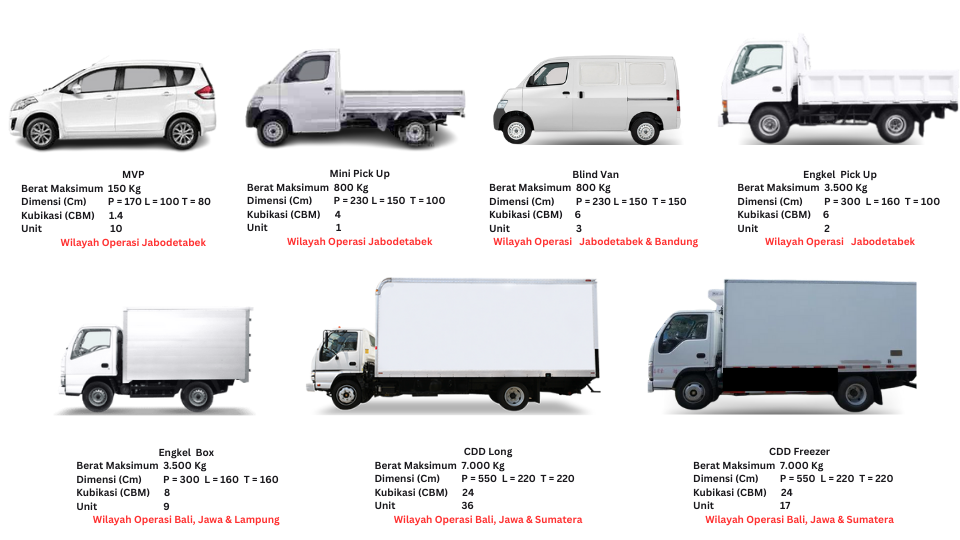 MVP
Berat Maksimum 150 Kg
Dimensi (Cm) P = 170 L = 100 T = 80
Kubikasi (CBM) 1.4
Unit 10
Wilayah Operasi Jabodetabek
Mini Pick Up
Berat Maksimum 800 Kg
Dimensi (Cm) P = 230 L = 150 T = 100
Kubikasi (CBM) 4
Unit 1
Wilayah Operasi Jabodetabek
Blind Van
Berat Maksimum 800 Kg
Dimensi (Cm) P = 230 L = 150 T = 150
Kubikasi (CBM) 6
Unit 3
Wilayah Operasi Jabodetabek & Bandung
Engkel Pick Up
Berat Maksimum 3.500 Kg
Dimensi (Cm) P = 300 L = 160 T = 100
Kubikasi (CBM) 6
Unit 2
Wilayah Operasi Jabodetabek
Engkel Box
Berat Maksimum 3.500 Kg
Dimensi (Cm) P = 300 L = 160 T = 160
Kubikasi (CBM) 8
Unit 9
Wilayah Operasi Bali, Jawa & Lampung
CDD Long
Berat Maksimum 7.000 Kg
Dimensi (Cm) P = 550 L = 220 T = 220
Kubikasi (CBM) 24
Unit 36
Wilayah Operasi Bali, Jawa & Sumatera
CDD Freezer
Berat Maksimum 7.000 Kg
Dimensi (Cm) P = 550 L = 220 T = 220
Kubikasi (CBM) 24
Unit 17
Wilayah Operasi Bali, Jawa & Sumatera